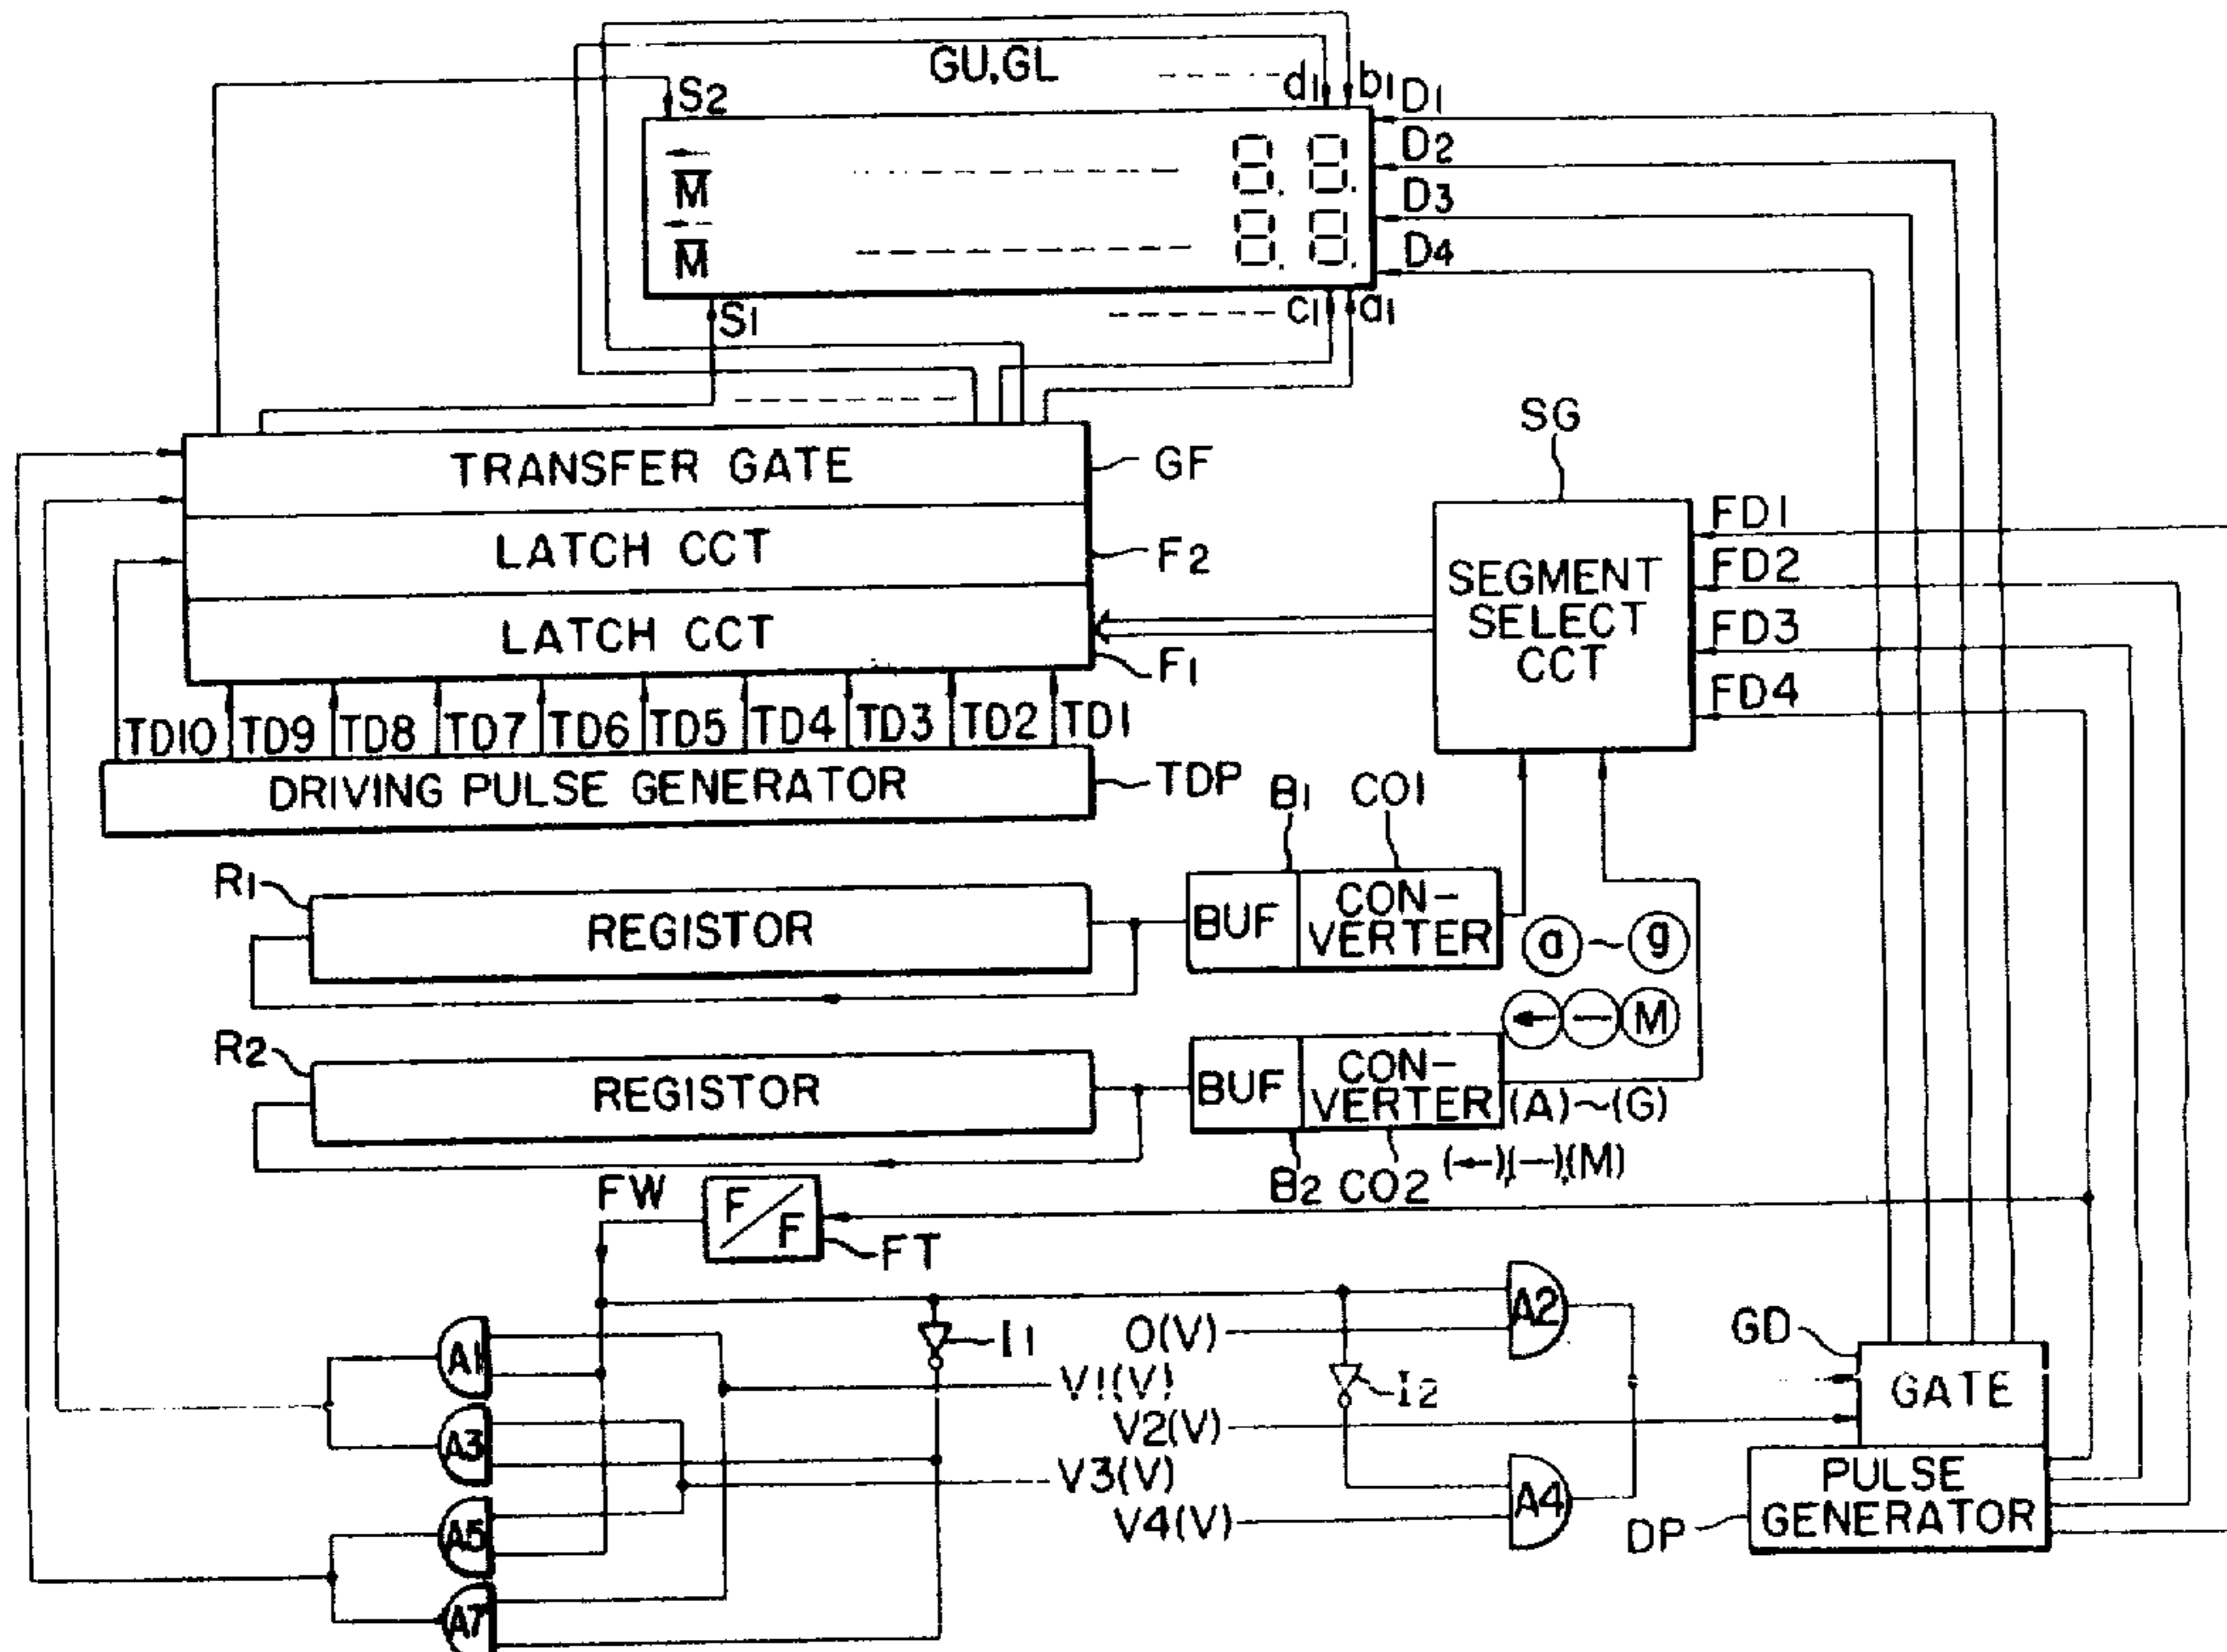 GU,GL
S2
d1
b1
D1
D2
M
D3
D4
M
S1
c1
a1
SG
TRANSFER GATE
GF
FD1
LATCH CCT
F2
SEGMENT
SELECT
CCT
FD2
FD3
LATCH CCT
F1
FD4
TD10 TD9 TD8 TD7 TD6 TD5 TD4 TD3 TD2 TD1
DRIVING PULSE GENERATOR
TDP
B1
CO1
R1
REGISTOR
BUF
CON-
VERTER
a~g
← — M
R2
REGISTOR
BUF
CON-
VERTER
(A)~(G)
(←),(—),(M)
B2
CO2
FW
F/F
FT
A1
I1
O(V)
A2
GD
V1(V)
I2
GATE
A3
V2(V)
V3(V)
PULSE
GENERATOR
A5
V4(V)
A4
DP
A7